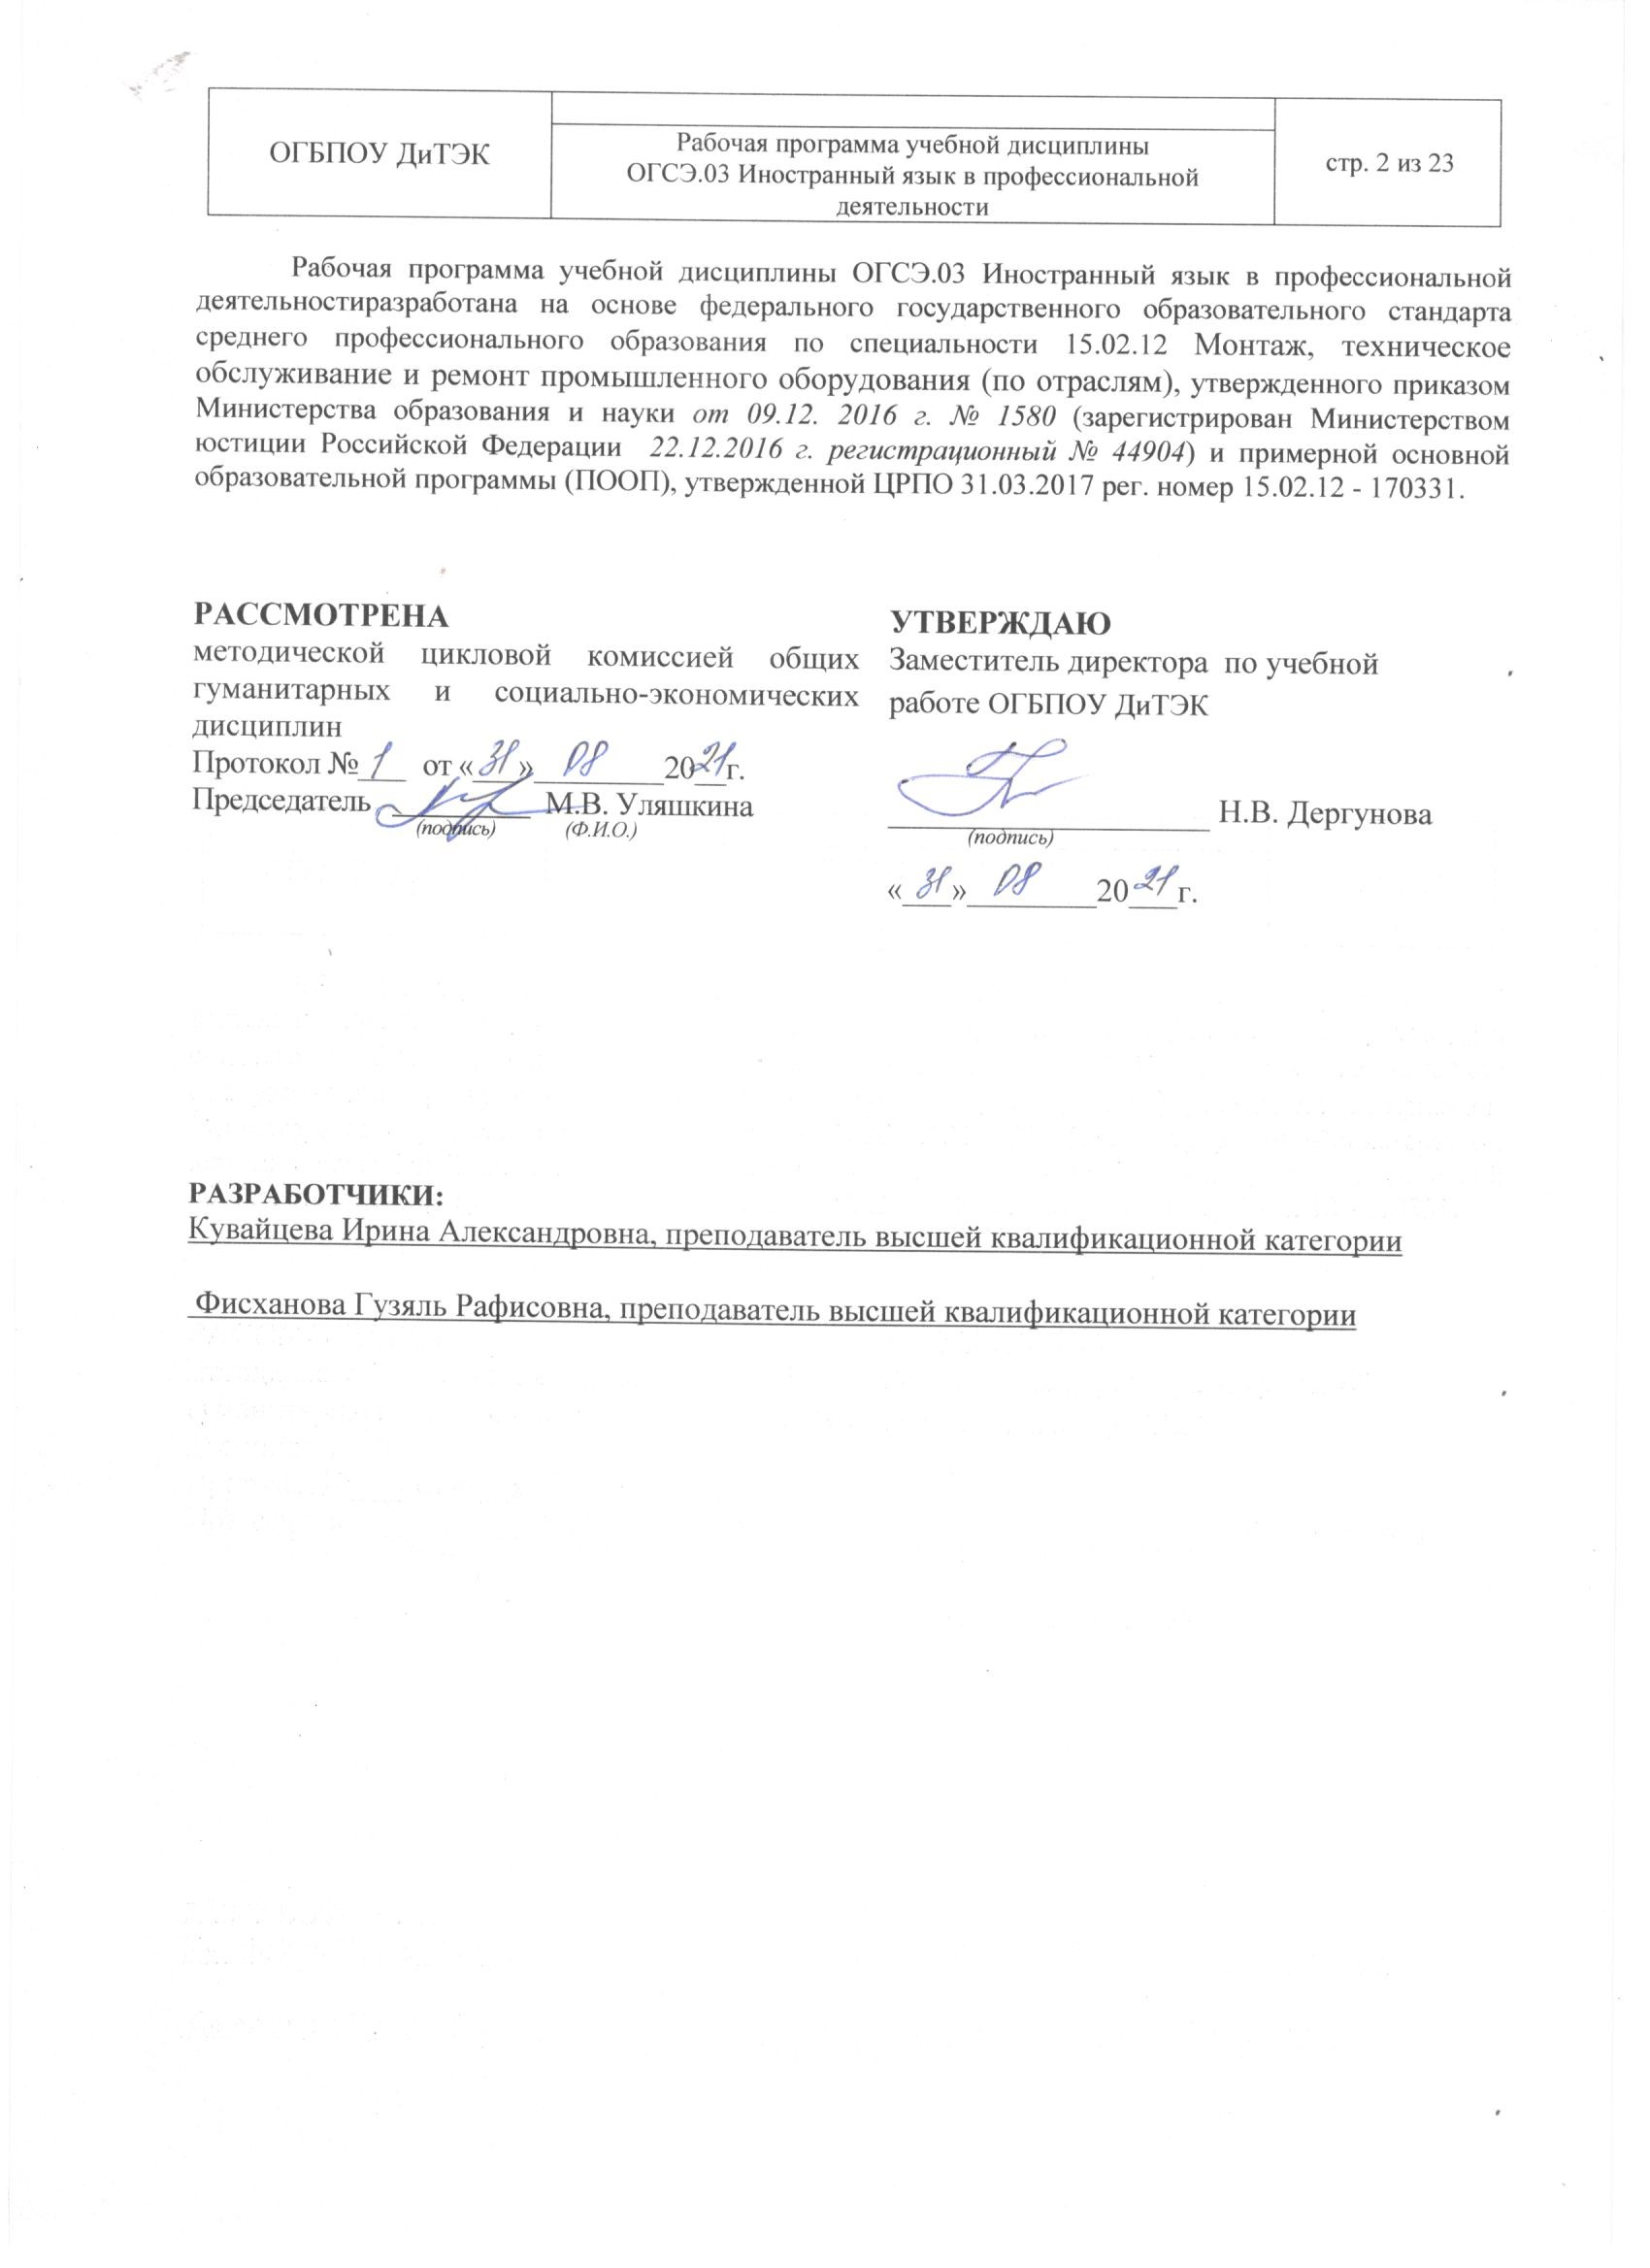 ОГБПОУ ДиТЭК
Рабочая программа учебной дисциплины
ОГСЭ.03 Иностранный язык в профессиональной
деятельности
стр. 2 из 23
Рабочая программа учебной дисциплины ОГСЭ.03 Иностранный язык в профессиональной
деятельностиразработана на основе федерального государственного образовательного стандарта
среднего профессионального образования по специальности 15.02.12 Монтаж, техническое
обслуживание и ремонт промышленного оборудования (по отраслям), утвержденного приказом
Министерства образования и науки от 09.12. 2016 г. № 1580 (зарегистрирован Министерством
юстиции Российской Федерации 22.12.2016 г. регистрационный № 44904) и примерной основной
образовательной программы (ПООП), утвержденной ЦРПО 31.03.2017 рег. номер 15.02.12 - 170331.
РАССМОТРЕНА
методической цикловой комиссией общих
гуманитарных и социально-экономических
дисциплин
Протокол № 1 от «31» 08 2021г.
Председатель М.В. Уляшкина
(подпись) (Ф.И.О.)
УТВЕРЖДАЮ
Заместитель директора по учебной
работе ОГБПОУ ДиТЭК
Н.В. Дергунова
(подпись)
«31» 08 2021г.
РАЗРАБОТЧИКИ:
Кувайцева Ирина Александровна, преподаватель высшей квалификационной категории
Фисханова Гузяль Рафисовна, преподаватель высшей квалификационной категории